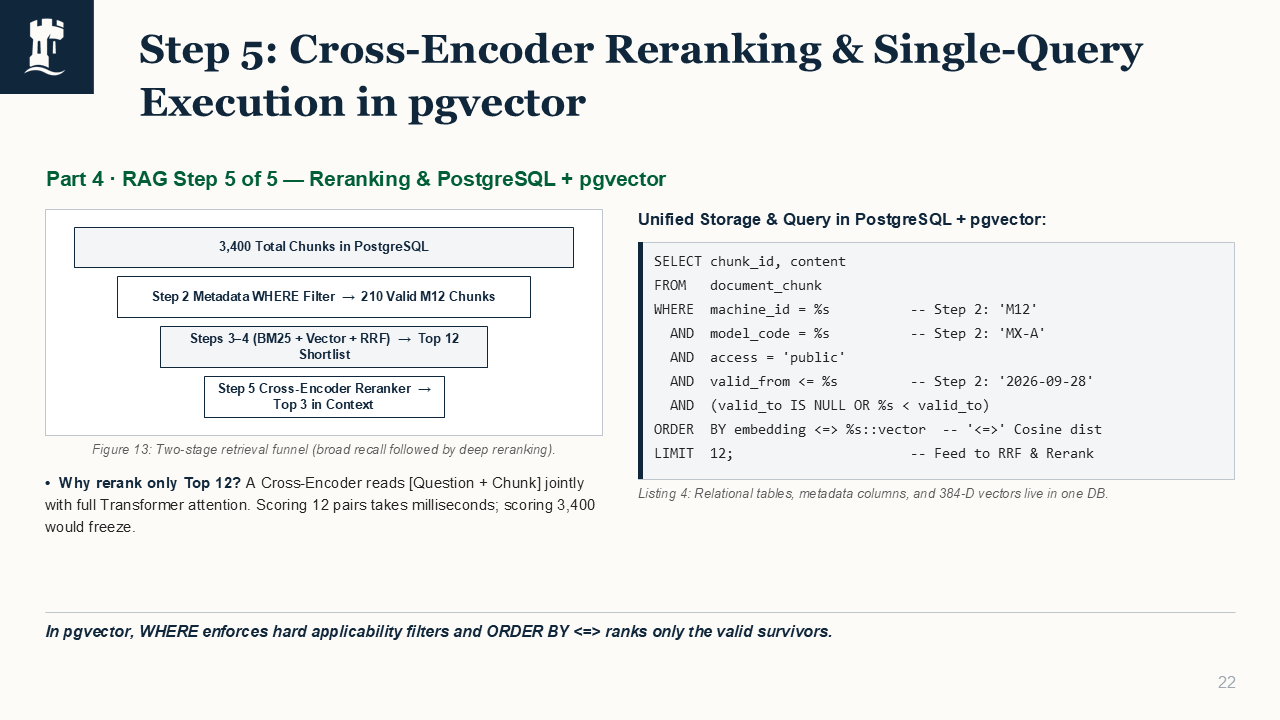 Step 5: Cross-Encoder Reranking & Single-Query
Execution in pgvector
Part 4 · RAG Step 5 of 5 — Reranking & PostgreSQL + pgvector
3,400 Total Chunks in PostgreSQL
Step 2 Metadata WHERE Filter → 210 Valid M12 Chunks
Steps 3–4 (BM25 + Vector + RRF) → Top 12
Shortlist
Step 5 Cross-Encoder Reranker →
Top 3 in Context
Figure 13: Two-stage retrieval funnel (broad recall followed by deep reranking).
• Why rerank only Top 12? A Cross-Encoder reads [Question + Chunk] jointly
with full Transformer attention. Scoring 12 pairs takes milliseconds; scoring 3,400
would freeze.
Unified Storage & Query in PostgreSQL + pgvector:
SELECT chunk_id, content
FROM   document_chunk
WHERE  machine_id = %s          -- Step 2: 'M12'
  AND  model_code = %s          -- Step 2: 'MX-A'
  AND  access = 'public'
  AND  valid_from <= %s         -- Step 2: '2026-09-28'
  AND  (valid_to IS NULL OR %s < valid_to)
ORDER  BY embedding <=> %s::vector  -- '<=>' Cosine dist
LIMIT  12;                      -- Feed to RRF & Rerank
Listing 4: Relational tables, metadata columns, and 384-D vectors live in one DB.
In pgvector, WHERE enforces hard applicability filters and ORDER BY <=> ranks only the valid survivors.
22